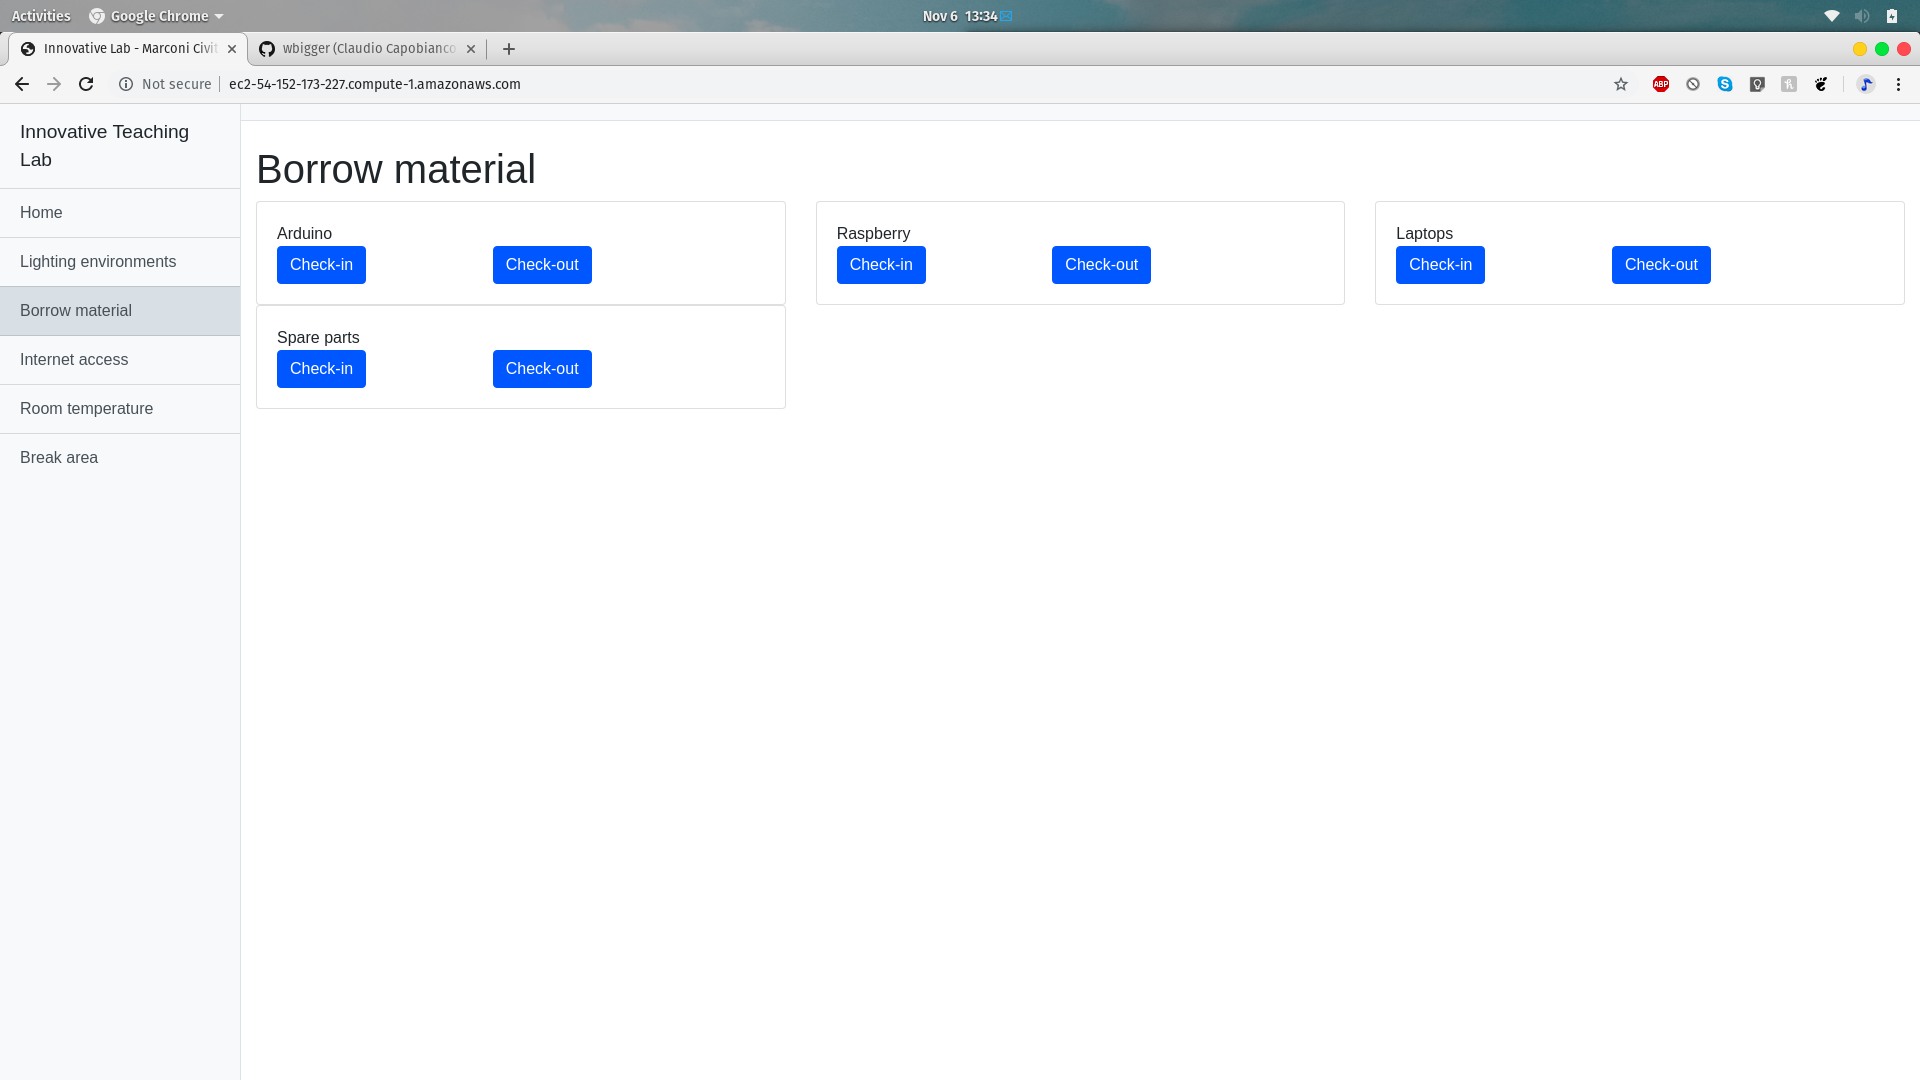 Activities Google Chrome Nov 6 13:34
Innovative Lab - Marconi Civit wbigger (Claudio Capobianco
Not secure ec2-54-152-173-227.compute-1.amazonaws.com ABP
Innovative Teaching
Lab
Home
Lighting environments
Borrow material
Internet access
Room temperature
Break area
Borrow material
Arduino Raspberry Laptops
Check-in Check-out Check-in Check-out Check-in Check-out
Spare parts
Check-in Check-out